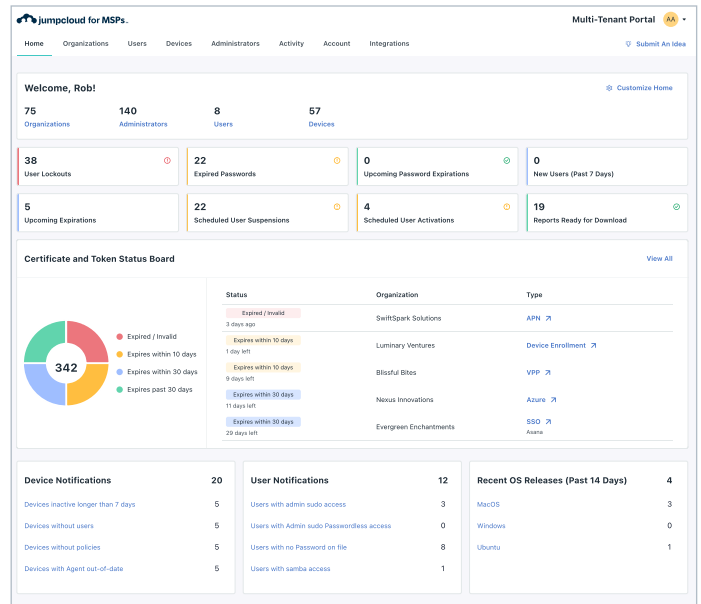 jumpcloud for MSPs™
Multi-Tenant Portal AA
Home Organizations Users Devices Administrators Activity Account Integrations Submit An Idea
Welcome, Rob!
Customize Home
75 140 8 57
Organizations Administrators Users Devices
38 22 0 0
User Lockouts Expired Passwords Upcoming Password Expirations New Users (Past 7 Days)
5 22 4 19
Upcoming Expirations Scheduled User Suspensions Scheduled User Activations Reports Ready for Download
Certificate and Token Status Board View All
342
Expired / Invalid
Expires within 10 days
Expires within 30 days
Expires past 30 days
Status Organization Type
Expired / Invalid
3 days ago
SwiftSpark Solutions
APN
Expires within 10 days
1 day left
Luminary Ventures
Device Enrollment
Expires within 10 days
9 days left
Blissful Bites
VPP
Expires within 30 days
11 days left
Nexus Innovations
Azure
Expires within 30 days
29 days left
Evergreen Enchantments
SSO
Asana
Device Notifications 20
Devices inactive longer than 7 days 5
Devices without users 5
Devices without policies 5
Devices with Agent out-of-date 5
User Notifications 12
Users with admin sudo access 3
Users with Admin sudo Passwordless access 0
Users with no Password on file 8
Users with samba access 1
Recent OS Releases (Past 14 Days) 4
MacOS 3
Windows 0
Ubuntu 1